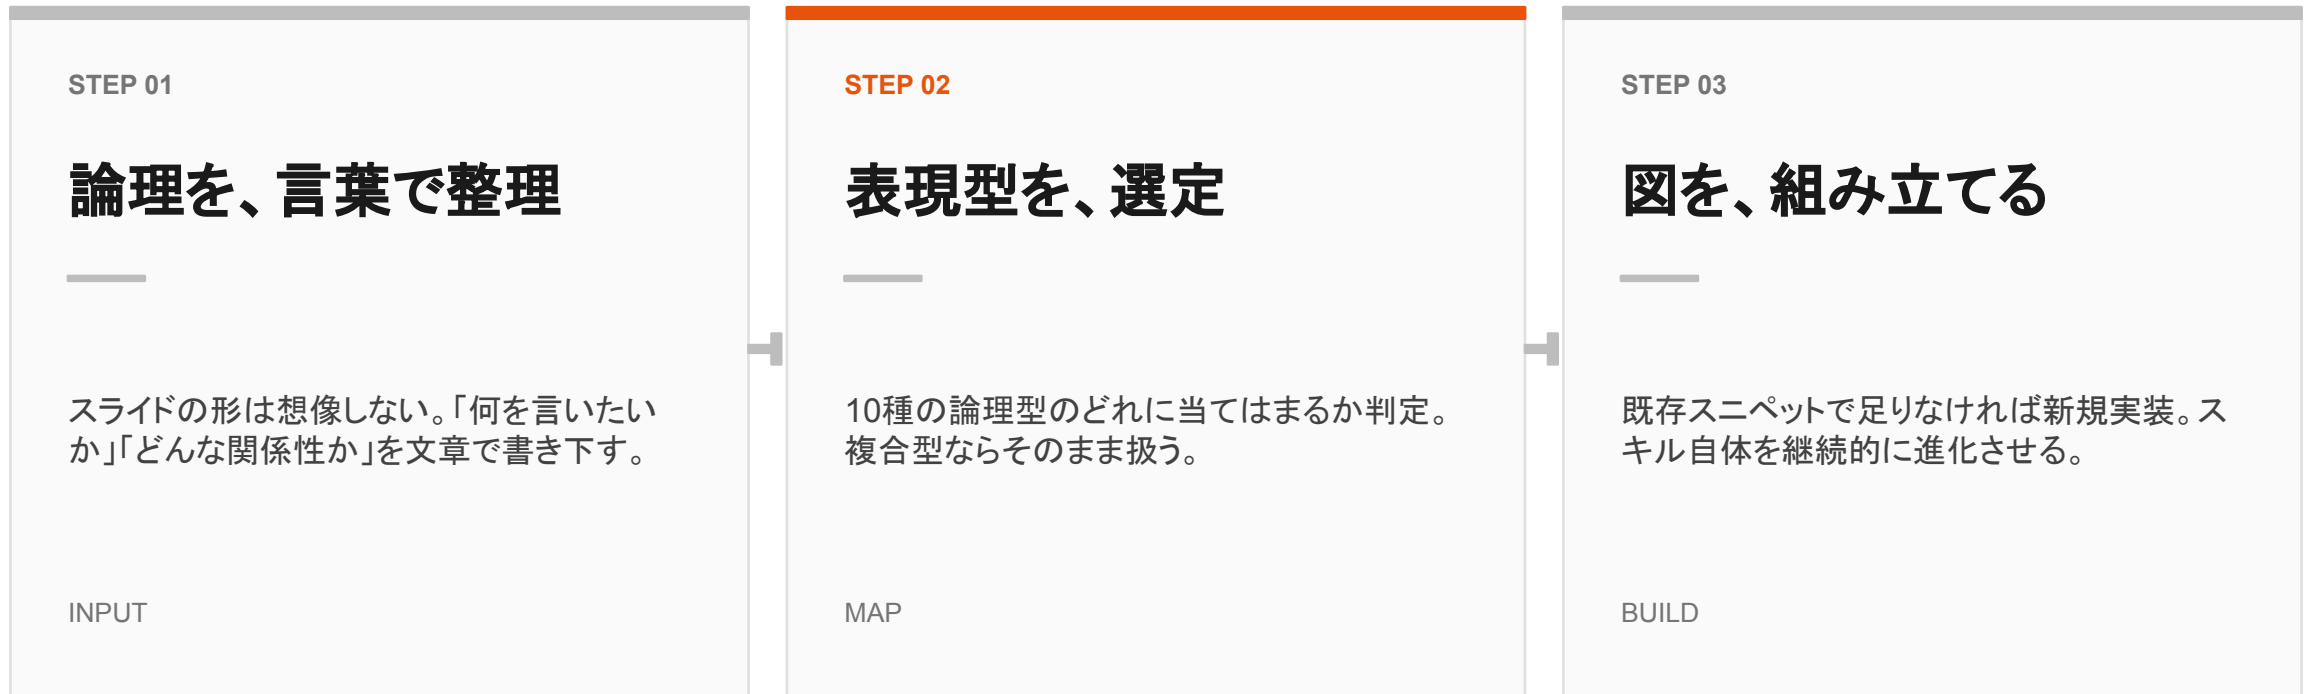 STEP 01
論理を、言葉で整理
スライドの形は想像しない。「何を言いたい
か」「どんな関係性か」を文章で書き下す。
INPUT
STEP 02
表現型を、選定
10種の論理型のどれに当てはまるか判定。
複合型ならそのまま扱う。
MAP
STEP 03
図を、組み立てる
既存スニペットで足りなければ新規実装。ス
キル自体を継続的に進化させる。
BUILD